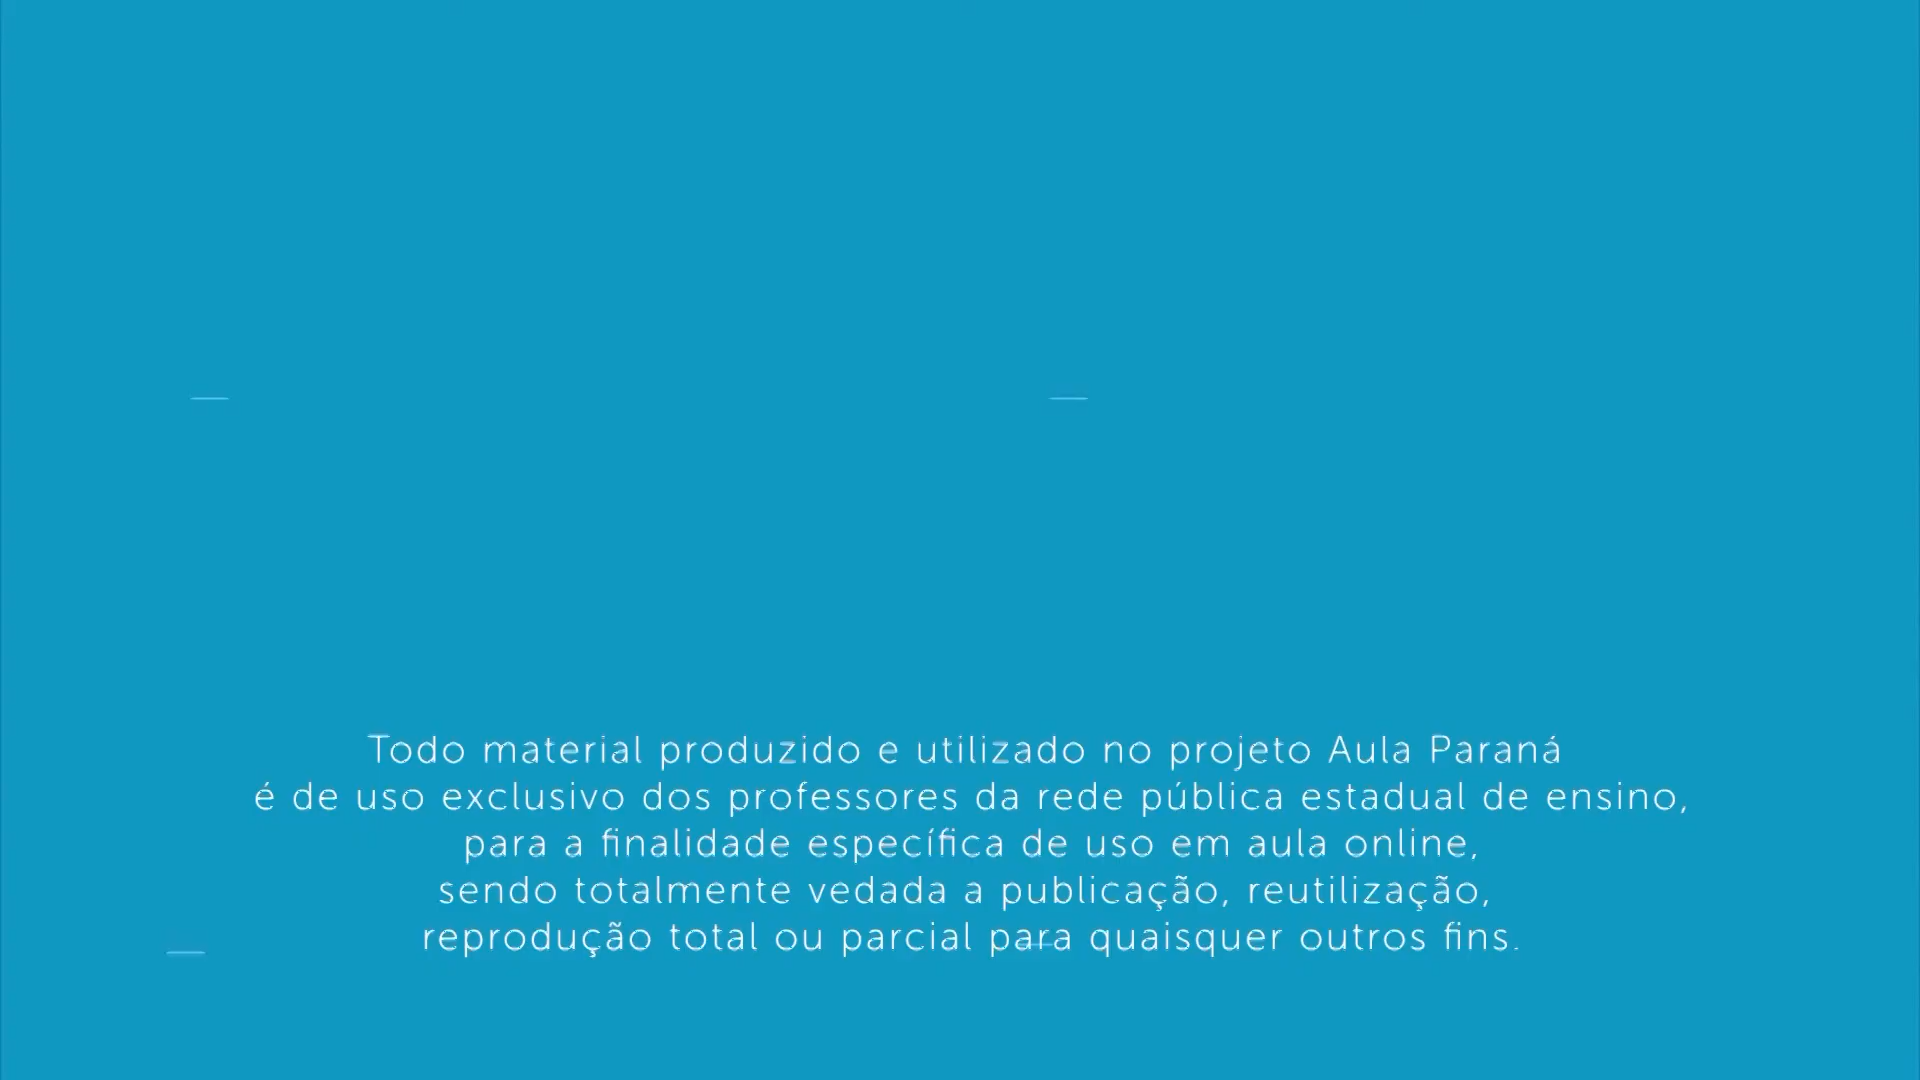 Todo material produzido e utilizado no projeto Aula Paraná
é de uso exclusivo dos professores da rede pública estadual de ensino,
para a finalidade específica de uso em aula online,
sendo totalmente vedada a publicação, reutilização,
reprodução total ou parcial para quaisquer outros fins.